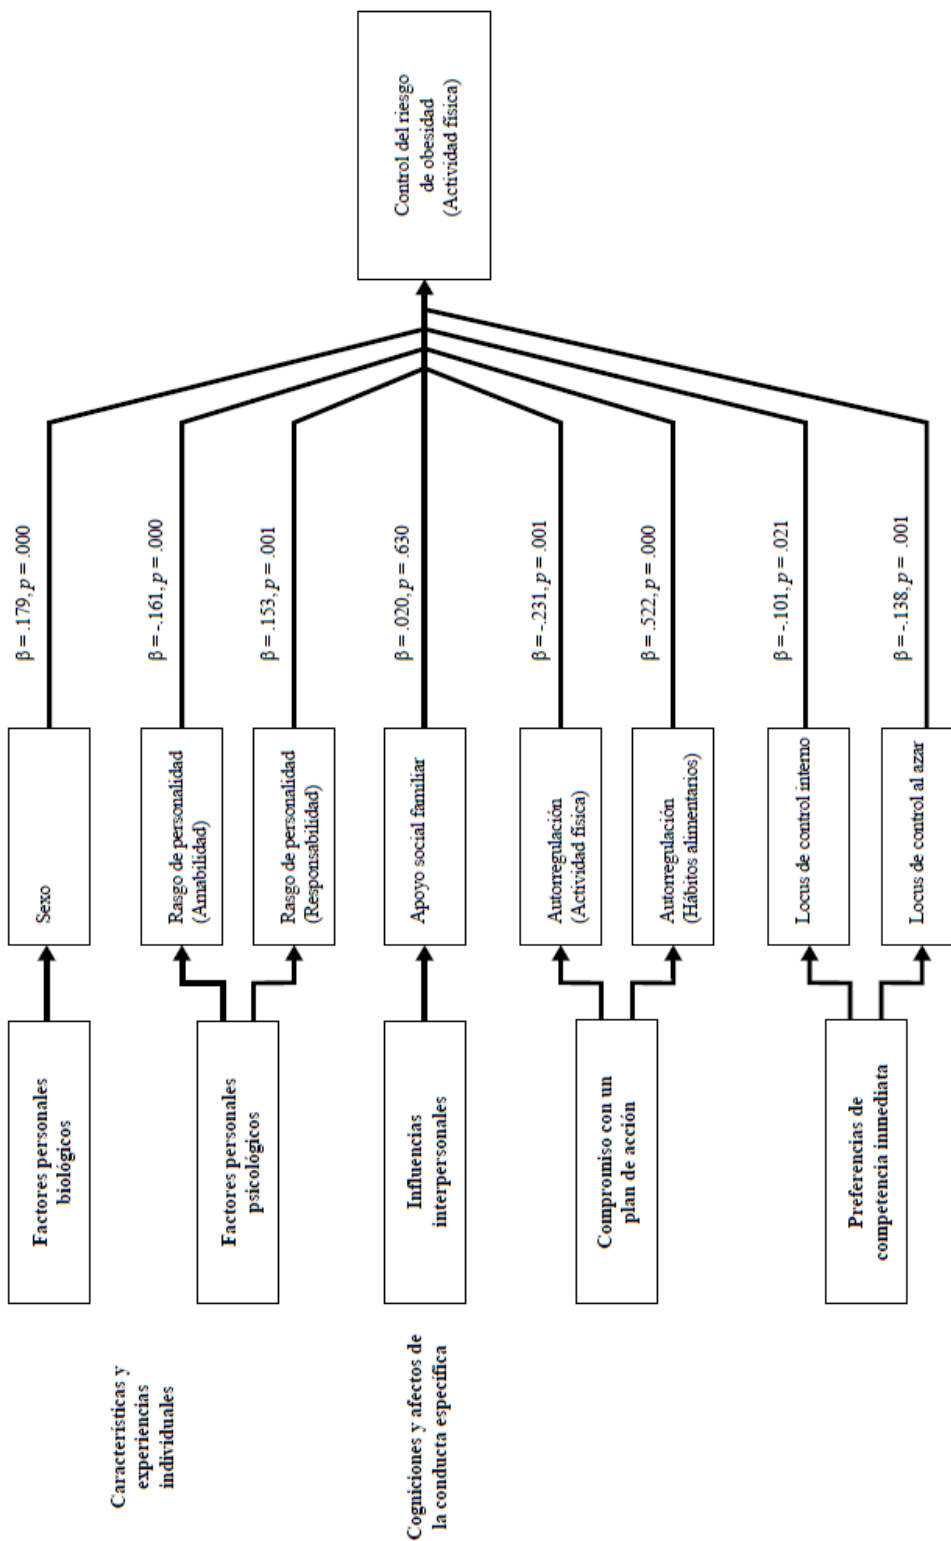 Características y
experiencias
individuales
Cogniciones y afectos de
la conducta específica
Factores personales
biológicos
Factores personales
psicológicos
Influencias
interpersonales
Compromiso con un
plan de acción
Preferencias de
competencia inmediata
Sexo
Rasgo de personalidad
(Amabilidad)
Rasgo de personalidad
(Responsabilidad)
Apoyo social familiar
Autorregulación
(Actividad física)
Autorregulación
(Hábitos alimentarios)
Locus de control interno
Locus de control al azar
β = .179, p = .000
β = -.161, p = .000
β = .153, p = .001
β = .020, p = .630
β = -.231, p = .001
β = .522, p = .000
β = -.101, p = .021
β = -.138, p = .001
Control del riesgo
de obesidad
(Actividad física)